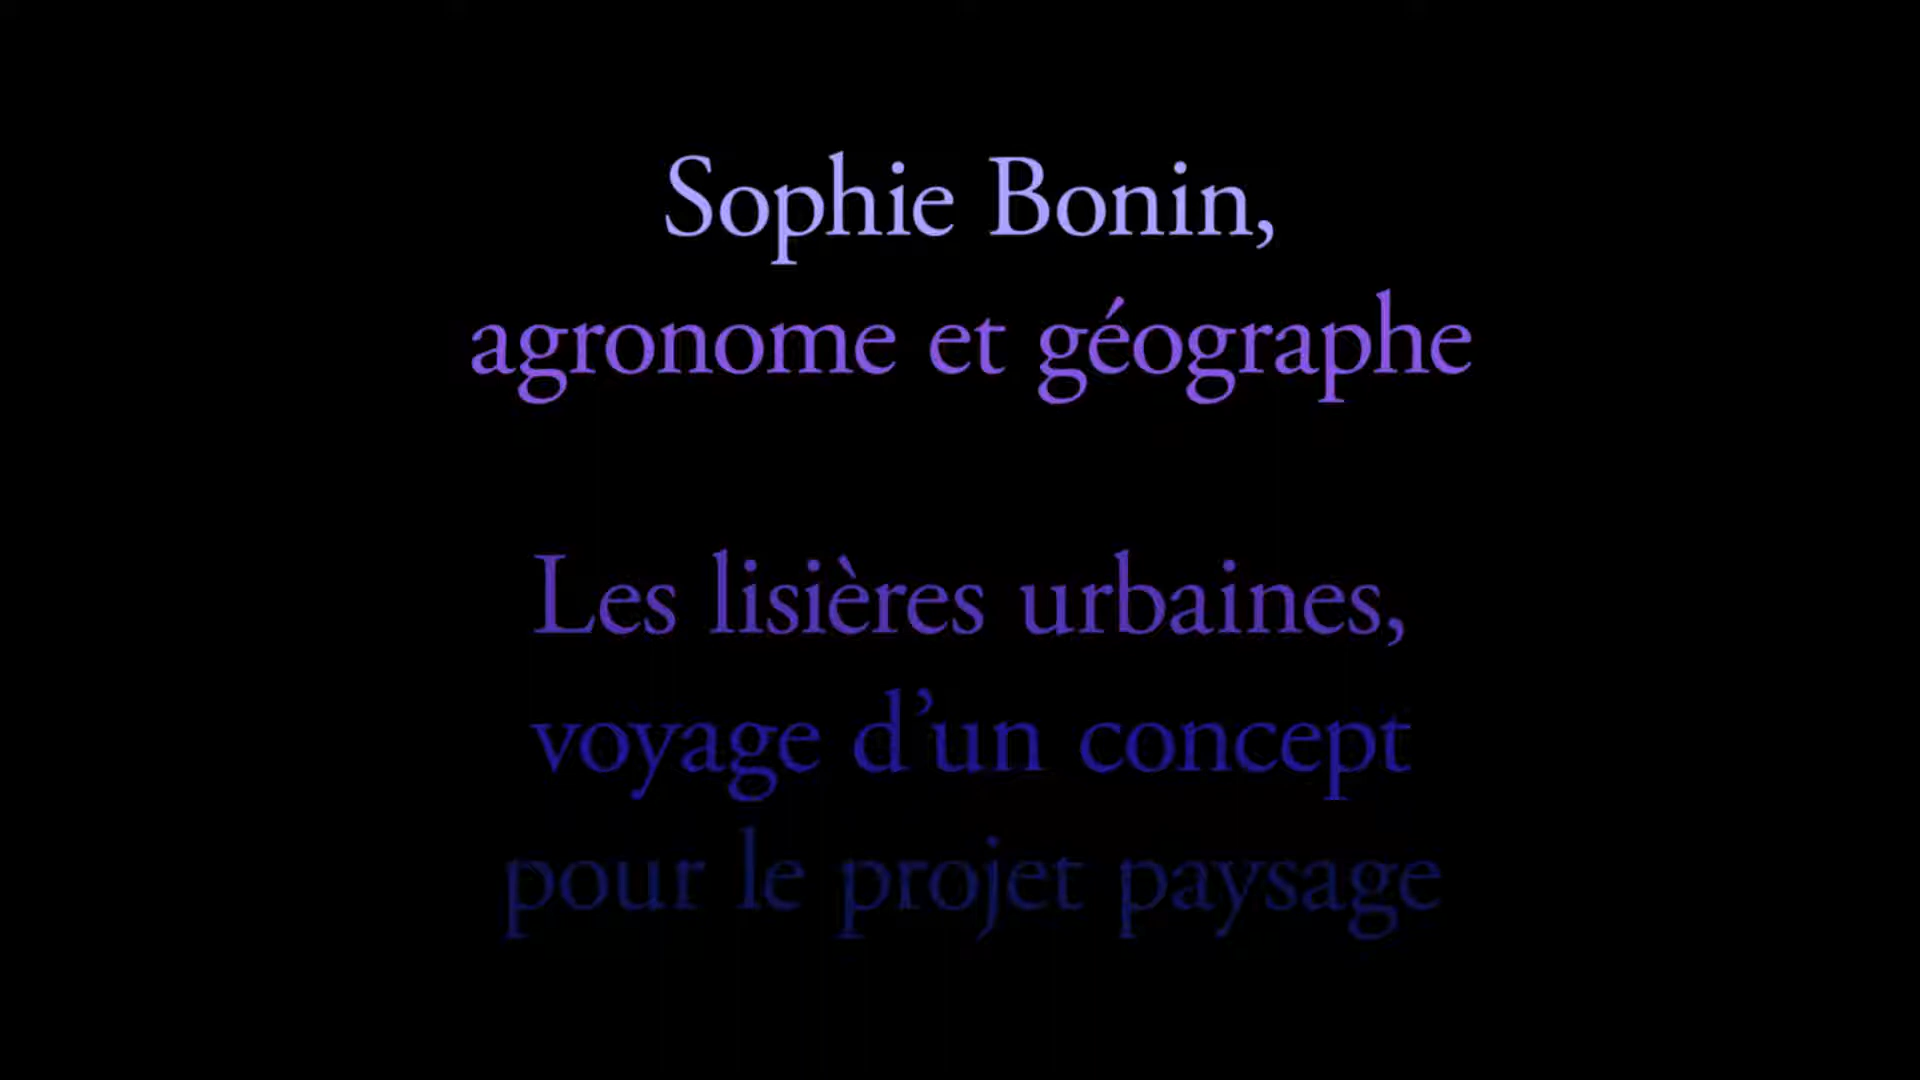 Sophie Bonin,
agronome et géographe
Les lisières urbaines,
voyage d’un concept
pour le projet paysage